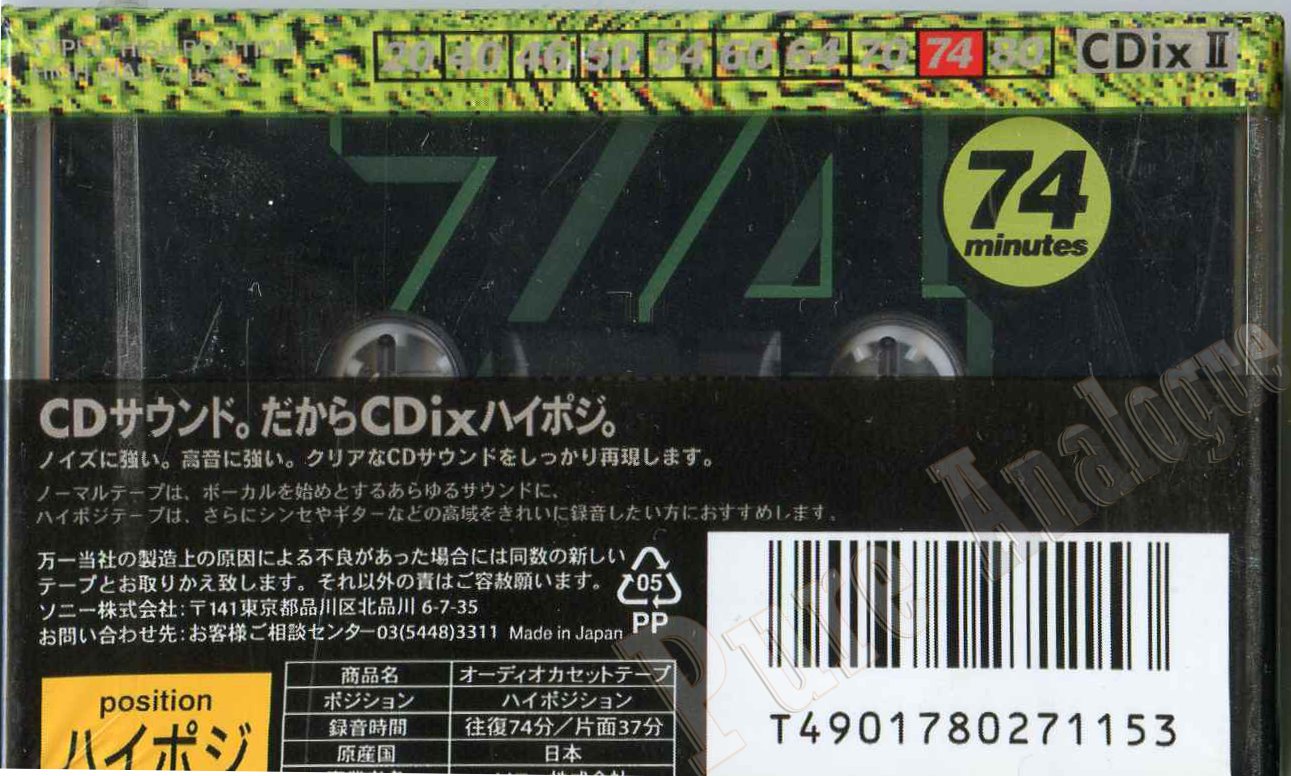 TYPE II HIGH POSITION
20 40 46 50 54 60 64 70 74 80
CDix II
74
74
minutes
CDサウンド。だからCDixハイポジ。
ノイズに強い。高音に強い。クリアなCDサウンドをしっかり再現します。
ノーマルテープは、ボーカルを始めとするあらゆるサウンドに、
ハイポジテープは、さらにシンセやギターなどの高域をきれいに録音したい方におすすめします。
万一当社の製造上の原因による不良があった場合には同数の新しい
テープとお取りかえ致します。それ以外の責はご容赦願います。
ソニー株式会社:〒141東京都品川区北品川 6-7-35
お問い合わせ先:お客様ご相談センター03(5448)3311 Made in Japan
05
PP
position
ハイポジ
商品名 オーディオカセットテープ
ポジション ハイポジション
録音時間 往復74分/片面37分
原産国 日本
T4901780271153
Pure Analogue